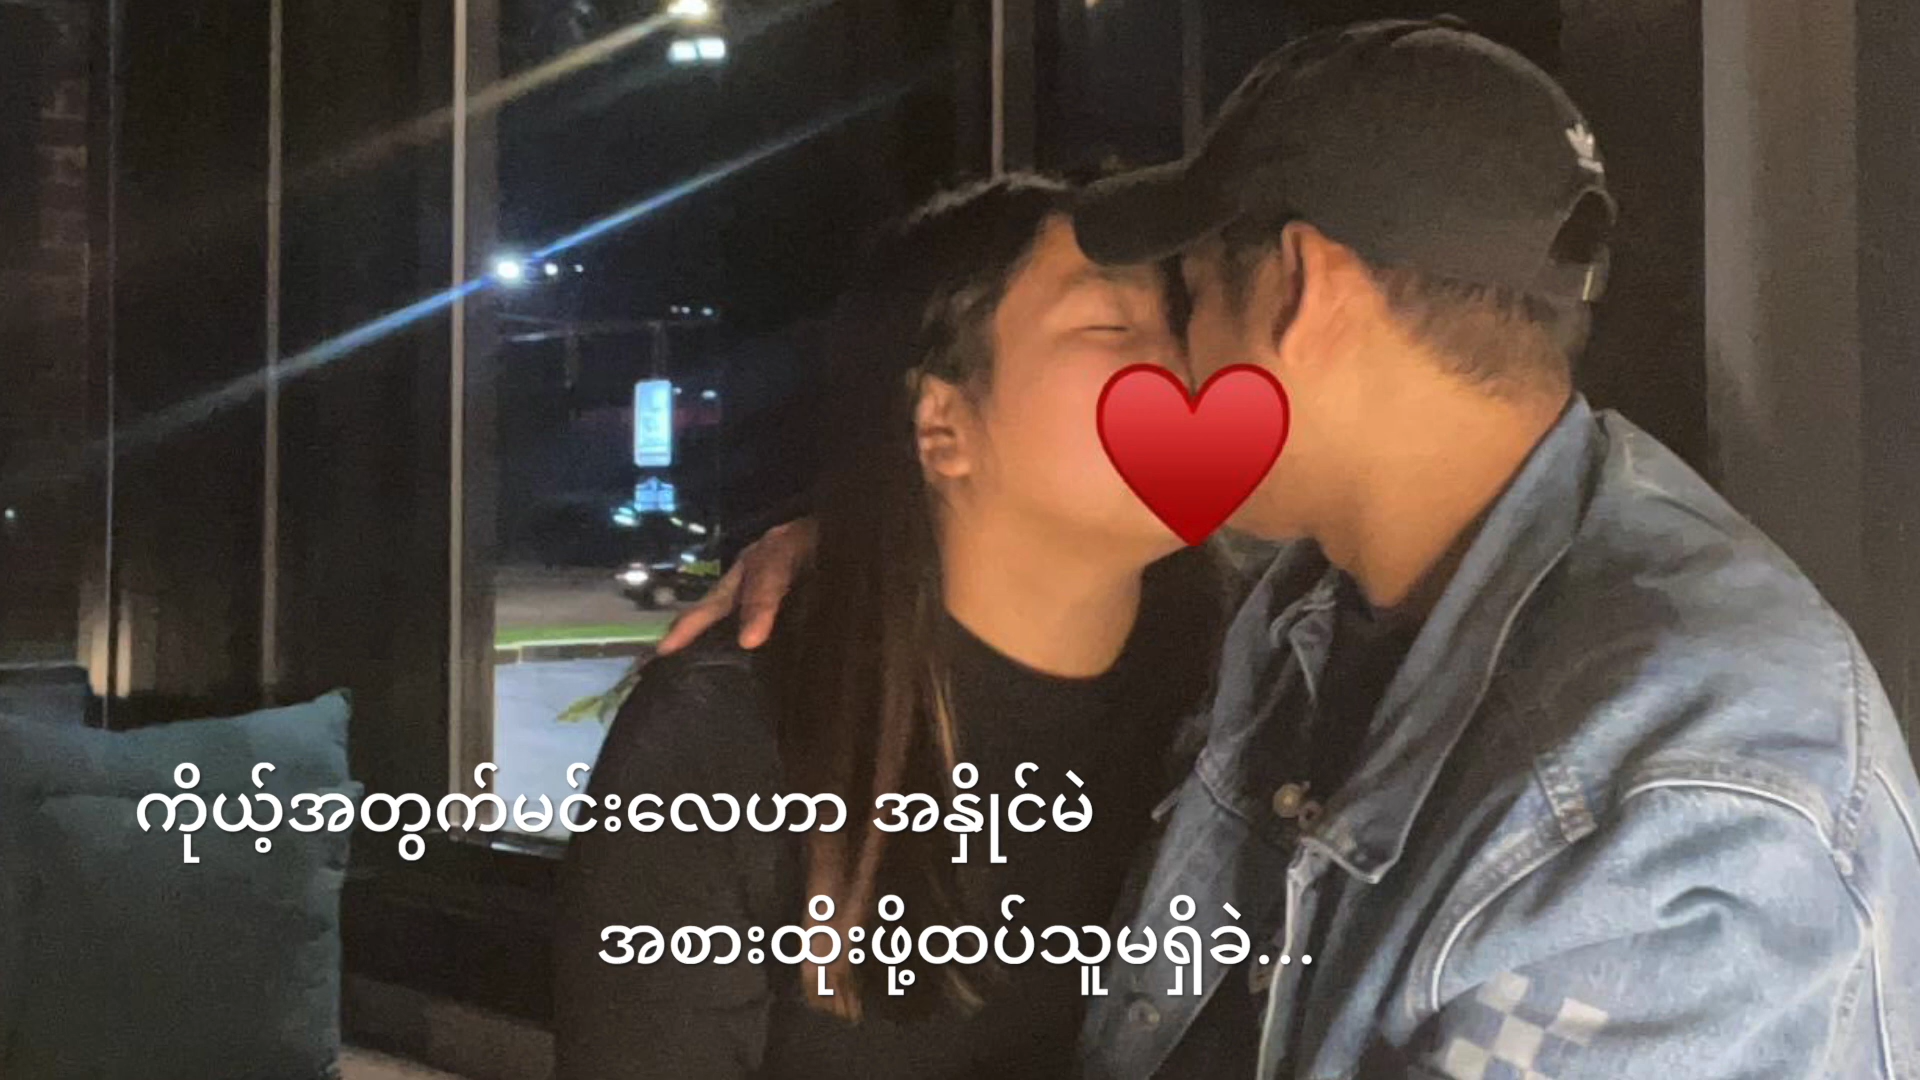 ကိုယ့်အတွက်မင်းလေဟာ အနှိုင်မဲ
အစားထိုးဖို့ထပ်သူမရှိခဲ...